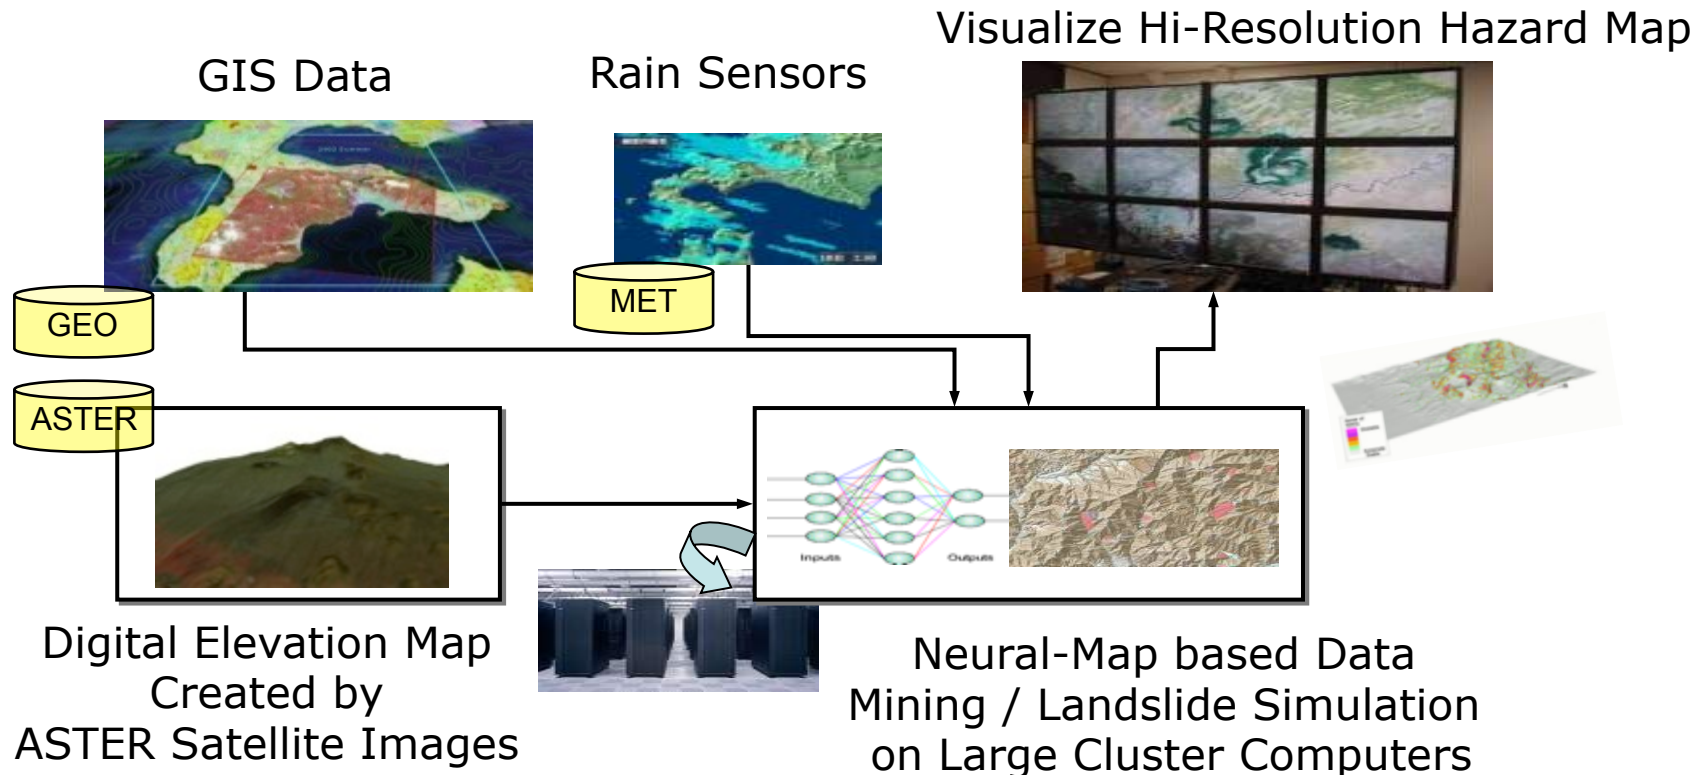 Visualize Hi-Resolution Hazard Map
GIS Data
Rain Sensors
GEO
MET
ASTER
Inputs
Outputs
Digital Elevation Map
Created by
ASTER Satellite Images
Neural-Map based Data
Mining / Landslide Simulation
on Large Cluster Computers